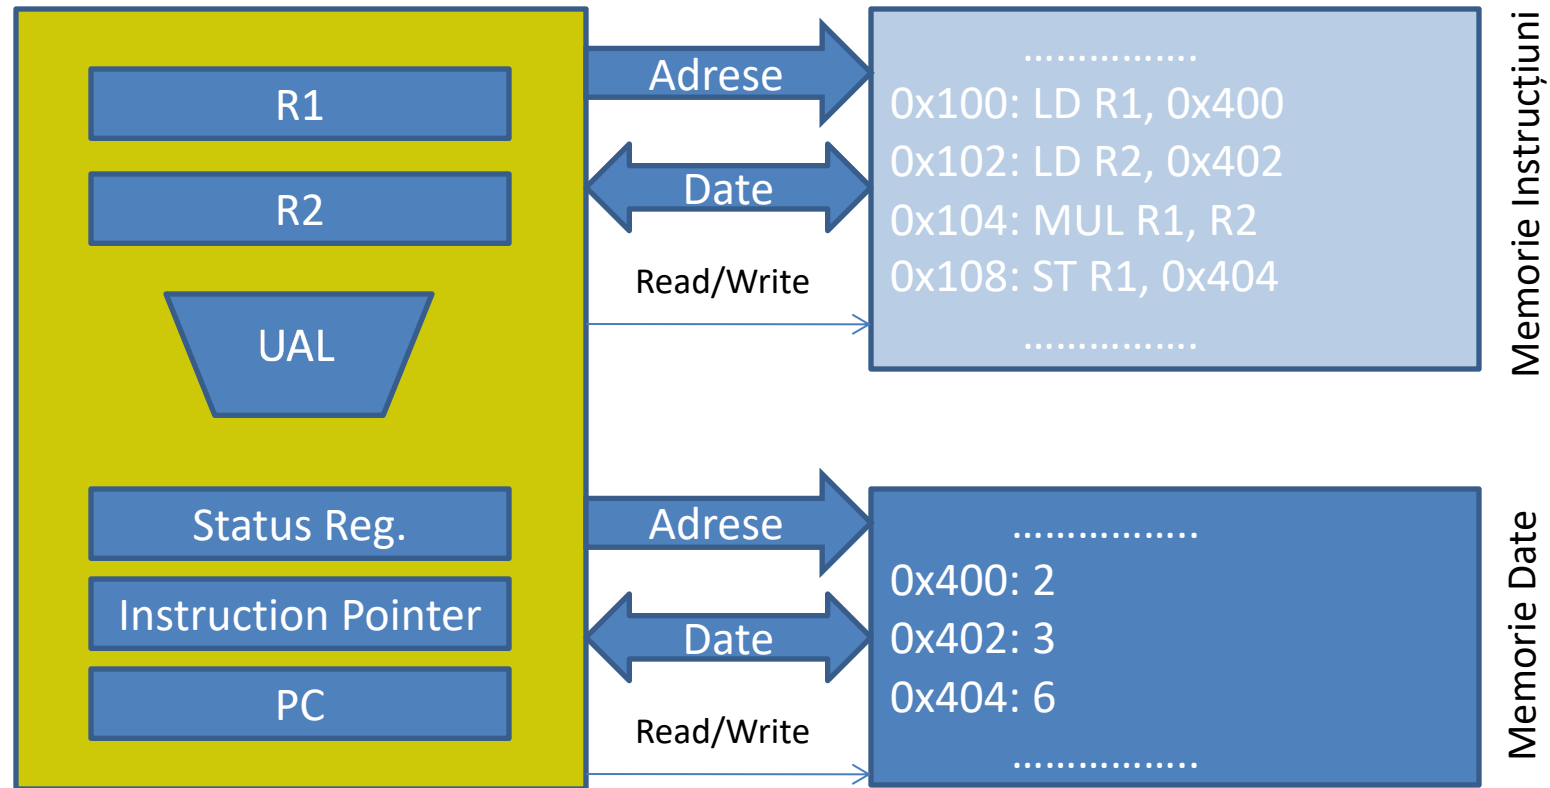 R1
R2
UAL
Status Reg.
Instruction Pointer
PC
Adrese
Date
Read/Write
................
0x100: LD R1, 0x400
0x102: LD R2, 0x402
0x104: MUL R1, R2
0x108: ST R1, 0x404
................
Memorie Instrucțiuni
Adrese
Date
Read/Write
.................
0x400: 2
0x402: 3
0x404: 6
.................
Memorie Date